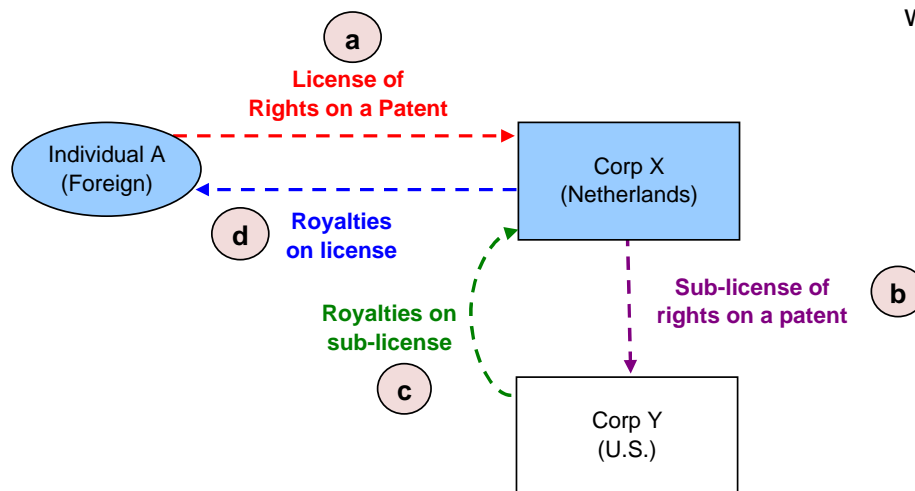 a
License of
Rights on a Patent
Individual A
(Foreign)
Corp X
(Netherlands)
d
Royalties
on license
Royalties on
sub-license
c
Sub-license of
rights on a patent
b
Corp Y
(U.S.)